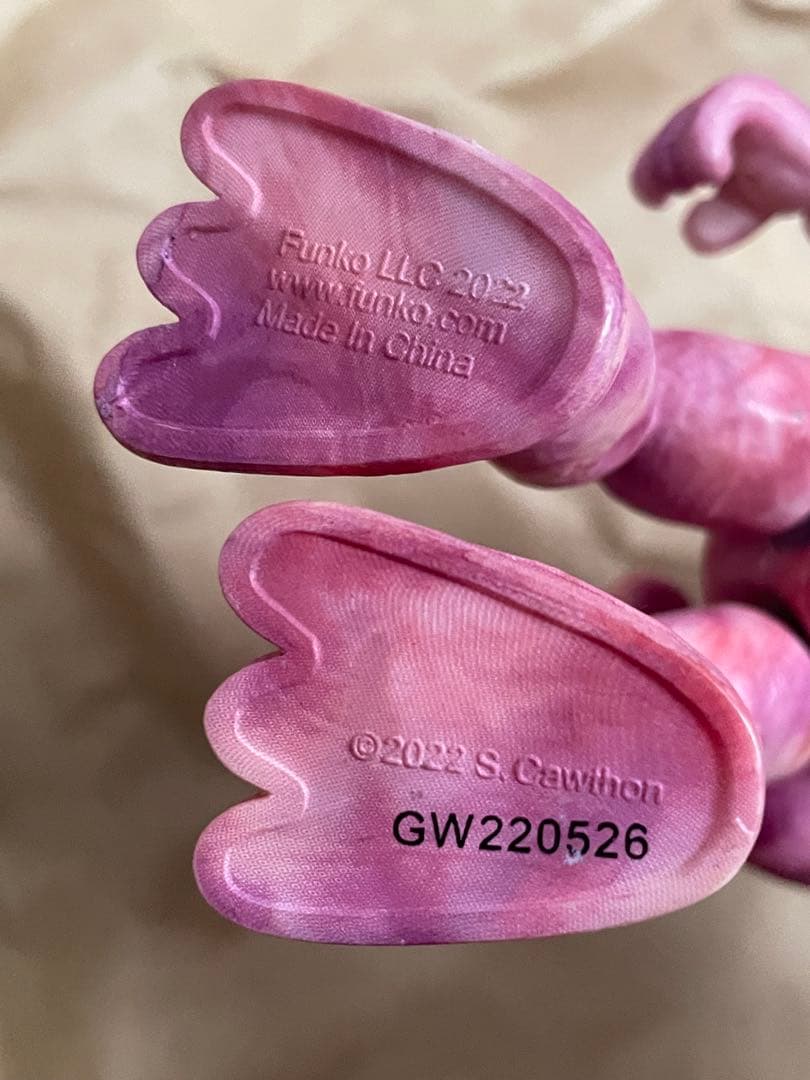 Funko LLC 2022
www.funko.com
Made In China
©2022 S. Cawthon
GW220526